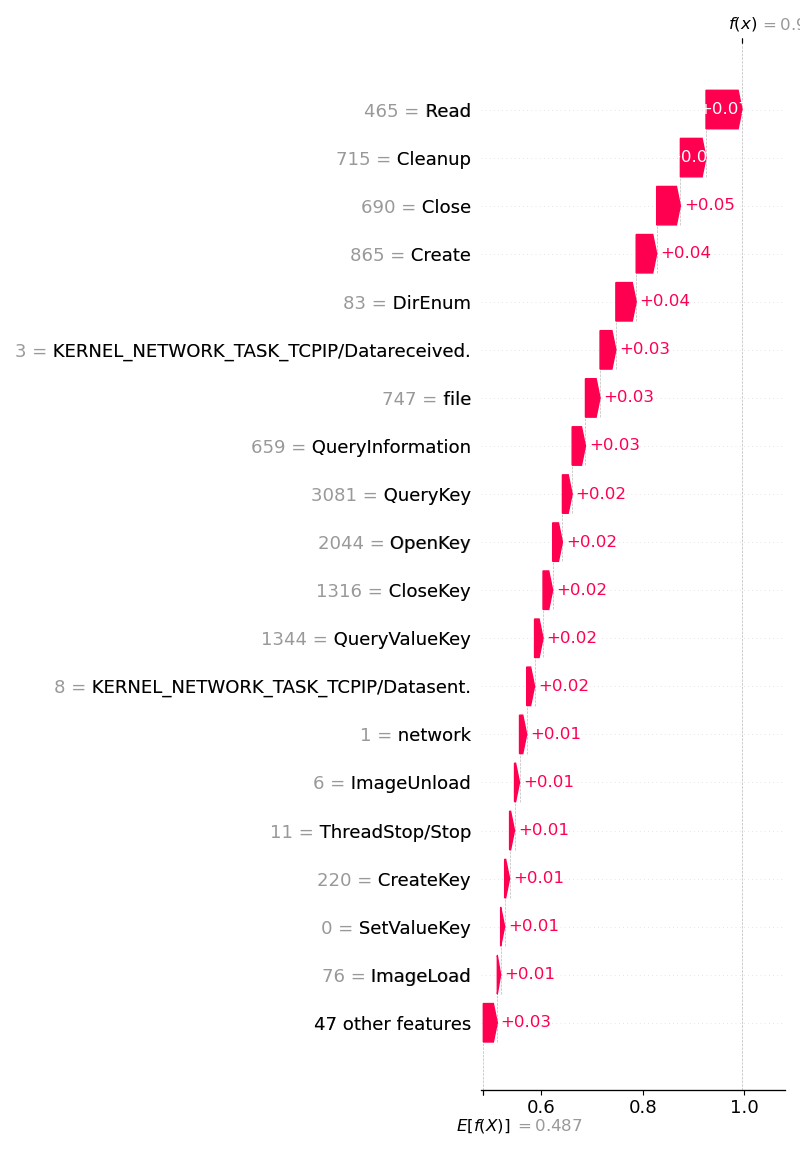 f(x) = 0.9
465 = Read
+0.07
715 = Cleanup
0.0
690 = Close
+0.05
865 = Create
+0.04
83 = DirEnum
+0.04
3 = KERNEL_NETWORK_TASK_TCPIP/Datareceived.
+0.03
747 = file
+0.03
659 = QueryInformation
+0.03
3081 = QueryKey
+0.02
2044 = OpenKey
+0.02
1316 = CloseKey
+0.02
1344 = QueryValueKey
+0.02
8 = KERNEL_NETWORK_TASK_TCPIP/Datasent.
+0.02
1 = network
+0.01
6 = ImageUnload
+0.01
11 = ThreadStop/Stop
+0.01
220 = CreateKey
+0.01
0 = SetValueKey
+0.01
76 = ImageLoad
+0.01
47 other features
+0.03
0.6 0.8 1.0
E[f(X)] = 0.487